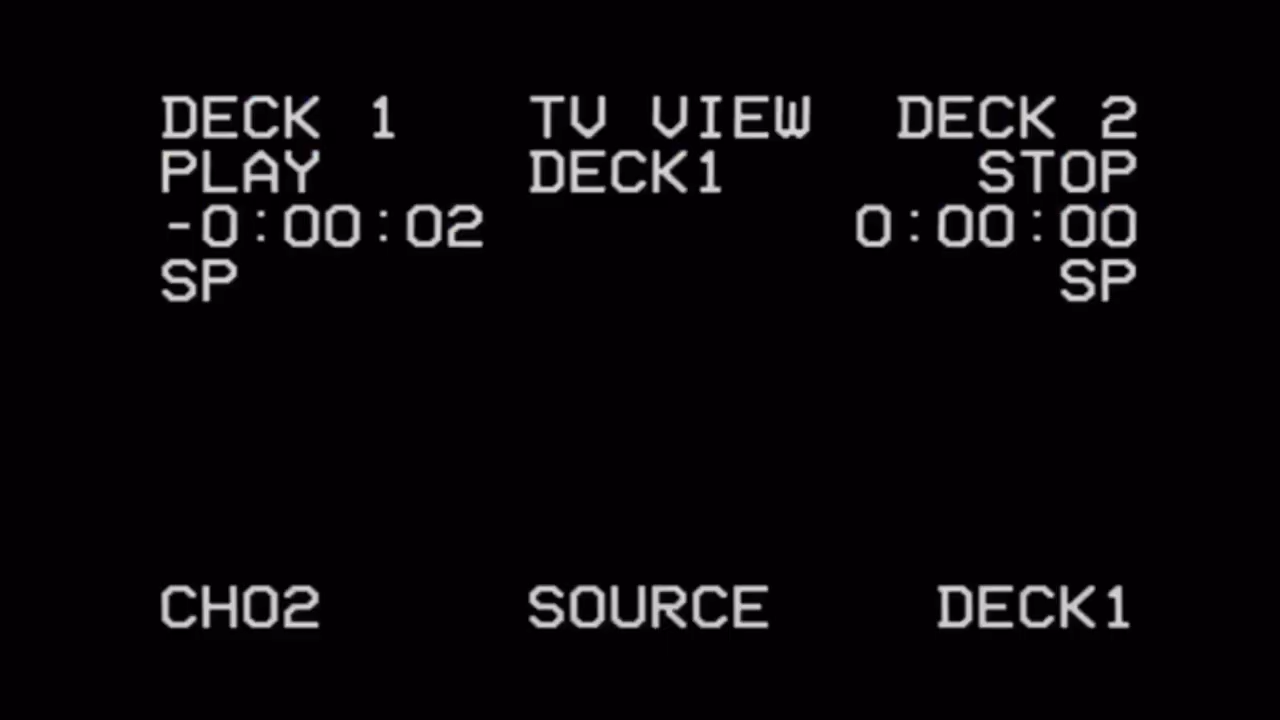 DECK 1 TV VIEW DECK 2
PLAY DECK1 STOP
-0:00:02 0:00:00
SP SP
CH02 SOURCE DECK1